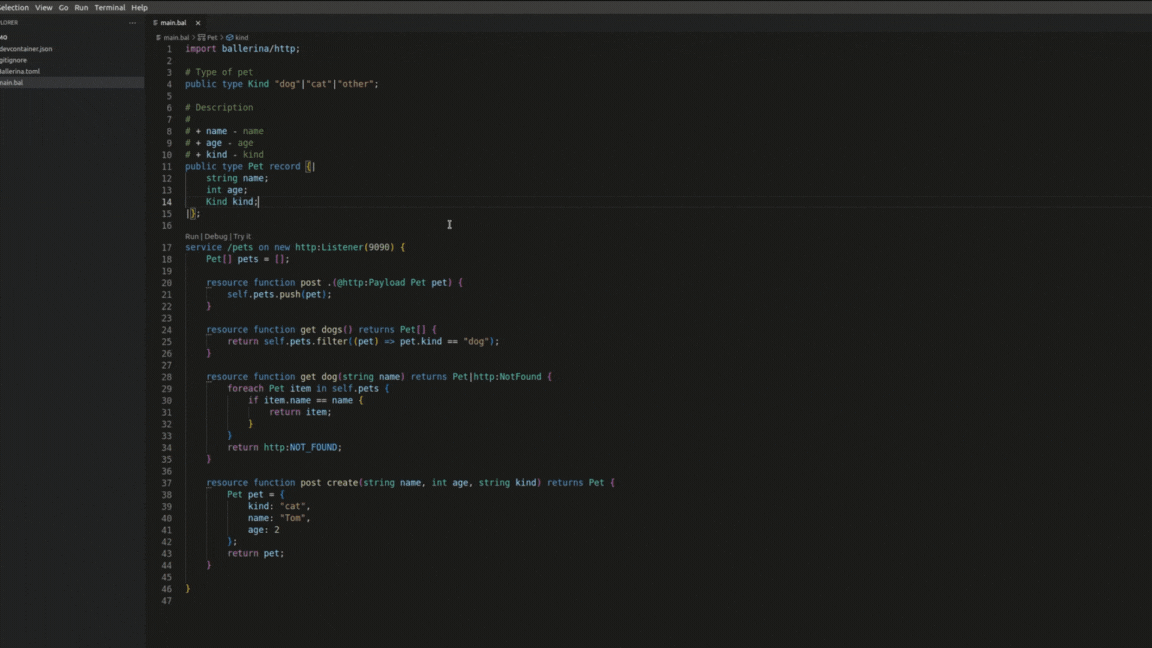 Selection View Go Run Terminal Help
LORER ...
MO
devcontainer.json
gitignore
allerina.toml
main.bal
main.bal ×
main.bal > Pet > kind
1 import ballerina/http;
2
3 # Type of pet
4 public type Kind "dog"|"cat"|"other";
5
6 # Description
7 #
8 # + name - name
9 # + age - age
10 # + kind - kind
11 public type Pet record {|
12 string name;
13 int age;
14 Kind kind;
15 |};
16
Run | Debug | Try it
17 service /pets on new http:Listener(9090) {
18 Pet[] pets = [];
19
20 resource function post .(@http:Payload Pet pet) {
21 self.pets.push(pet);
22 }
23
24 resource function get dogs() returns Pet[] {
25 return self.pets.filter((pet) => pet.kind == "dog");
26 }
27
28 resource function get dog(string name) returns Pet|http:NotFound {
29 foreach Pet item in self.pets {
30 if item.name == name {
31 return item;
32 }
33 }
34 return http:NOT_FOUND;
35 }
36
37 resource function post create(string name, int age, string kind) returns Pet {
38 Pet pet = {
39 kind: "cat",
40 name: "Tom",
41 age: 2
42 };
43 return pet;
44 }
45
46 }
47